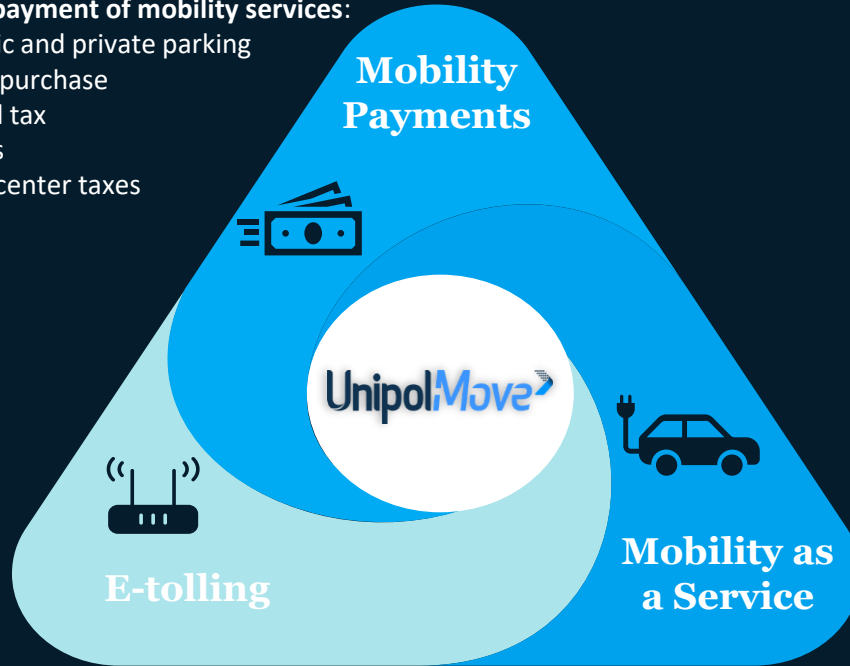 payment of mobility services:
ic and private parking
purchase
l tax
s
center taxes
Mobility
Payments
UnipolMove
E-tolling
Mobility as
a Service